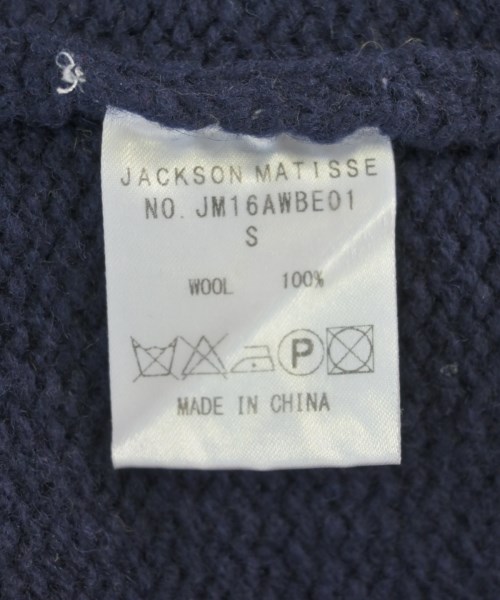 JACKSON MATISSE
NO. JM16AWBE01
S
WOOL 100%
P
MADE IN CHINA